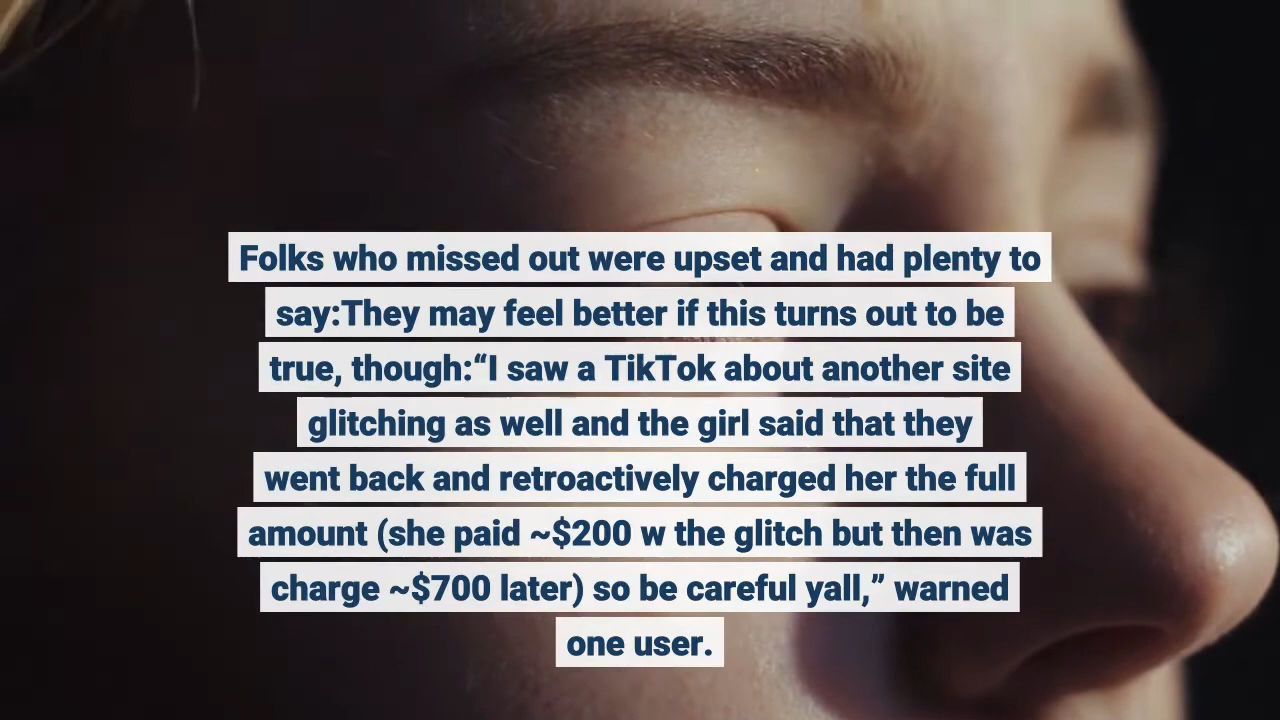 Folks who missed out were upset and had plenty to
say:They may feel better if this turns out to be
true, though:“I saw a TikTok about another site
glitching as well and the girl said that they
went back and retroactively charged her the full
amount (she paid ~$200 w the glitch but then was
charge ~$700 later) so be careful yall,” warned
one user.